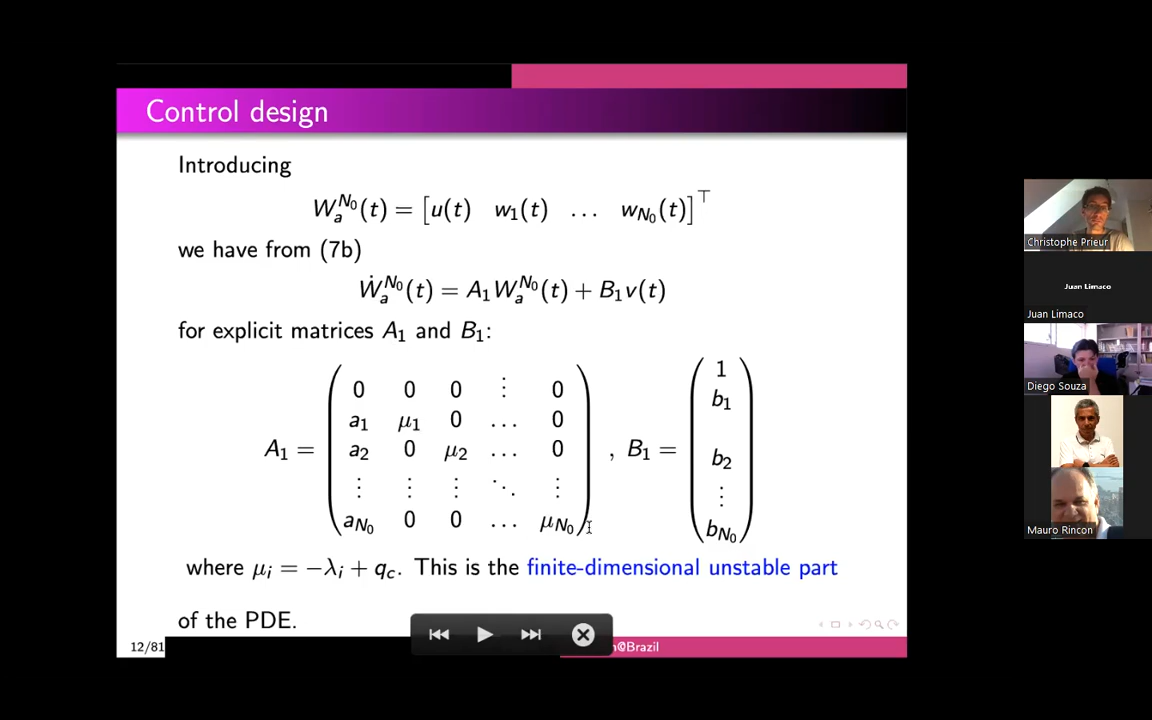 Control design
Introducing
W_a^{N_0}(t) = [u(t) w_1(t) ... w_{N_0}(t)]^⊤
we have from (7b)
Ẇ_a^{N_0}(t) = A_1 W_a^{N_0}(t) + B_1 v(t)
for explicit matrices A_1 and B_1:
A_1 = ( 0 0 0 ⋮ 0
a_1 μ_1 0 ... 0
a_2 0 μ_2 ... 0
⋮ ⋮ ⋮ ⋱ ⋮
a_{N_0} 0 0 ... μ_{N_0} )
, B_1 = ( 1
b_1
b_2
⋮
b_{N_0} )
where μ_i = −λ_i + q_c. This is the finite-dimensional unstable part
of the PDE.
12/81
@Brazil
Christophe Prieur
Juan Limaco
Juan Limaco
Diego Souza
Mauro Rincon